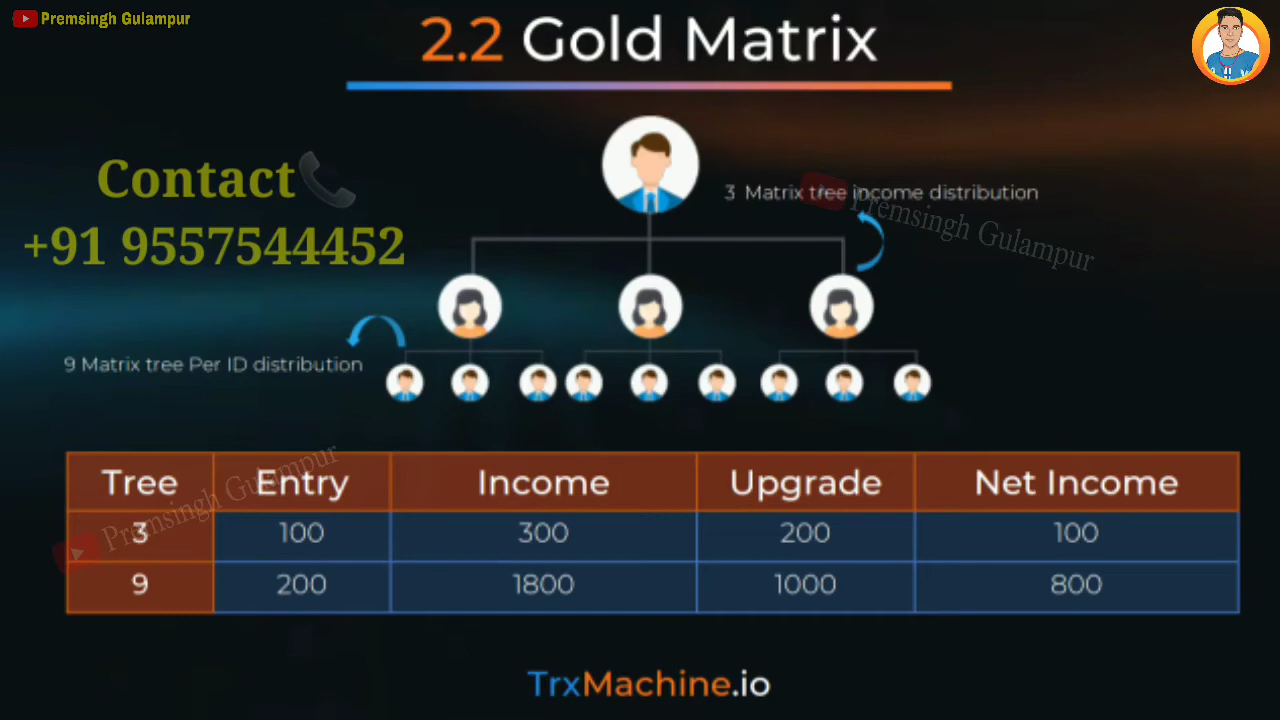 Premsingh Gulampur
2.2 Gold Matrix
Contact
+91 9557544452
3 Matrix tree income distribution
Premsingh Gulampur
9 Matrix tree Per ID distribution
Premsingh Gulampur
Tree Entry Income Upgrade Net Income
3 100 300 200 100
9 200 1800 1000 800
TrxMachine.io